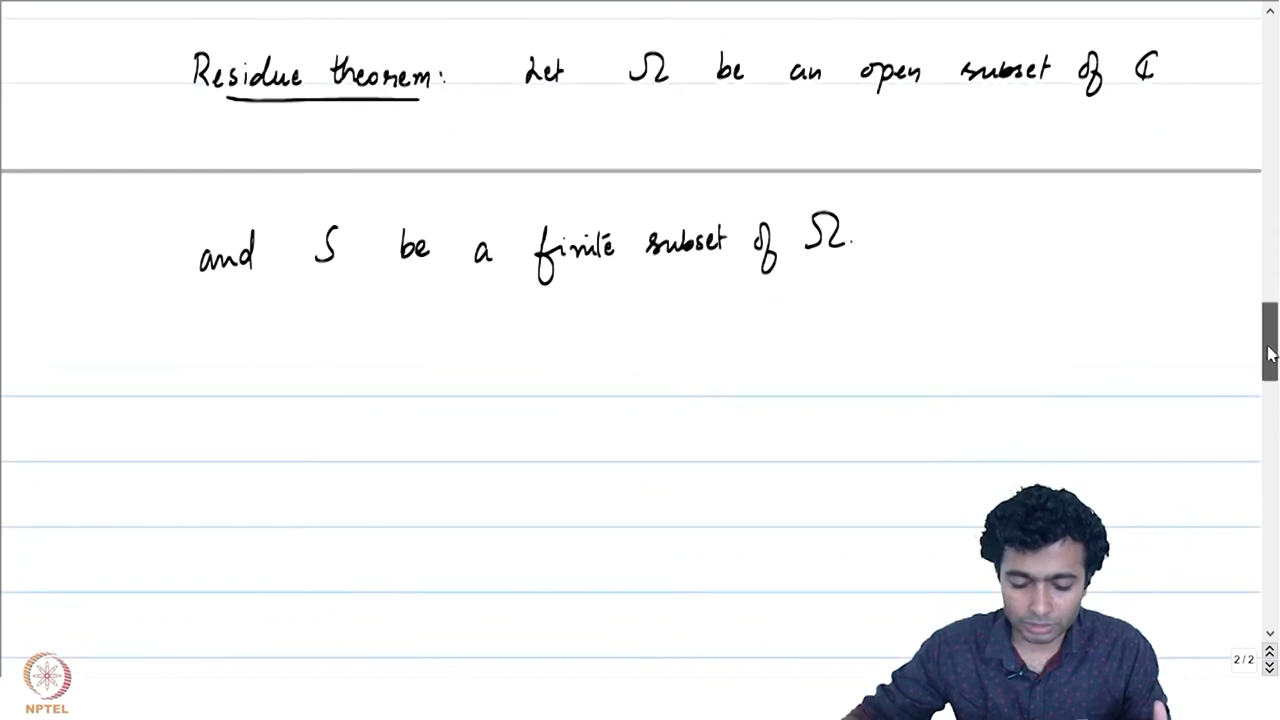 Residue theorem: Let Ω be an open subset of ℂ
and S be a finite subset of Ω.
2/2
NPTEL